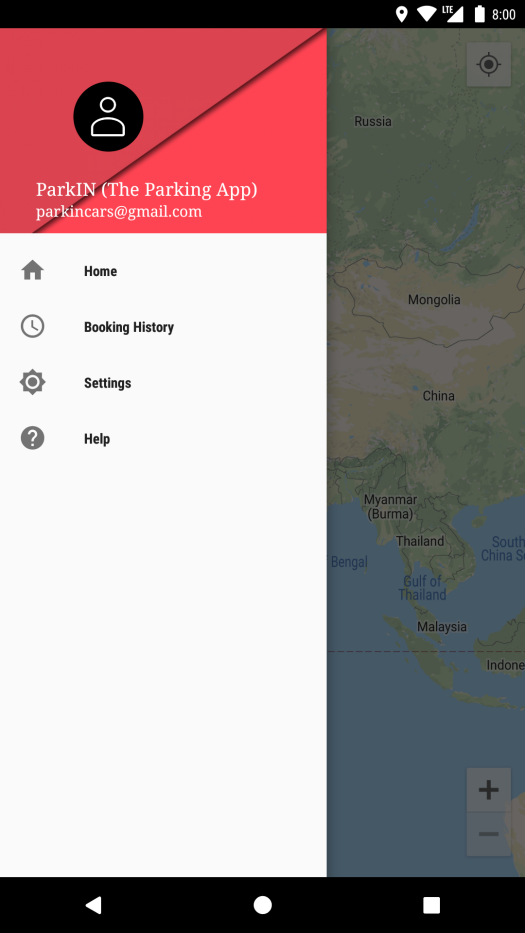 LTE 8:00
ParkIN (The Parking App)
parkincars@gmail.com
Home
Booking History
Settings
Help
Russia
Mongolia
China
Myanmar
(Burma)
Thailand
South
China S
Bengal
Gulf of
Thailand
Malaysia
Indone